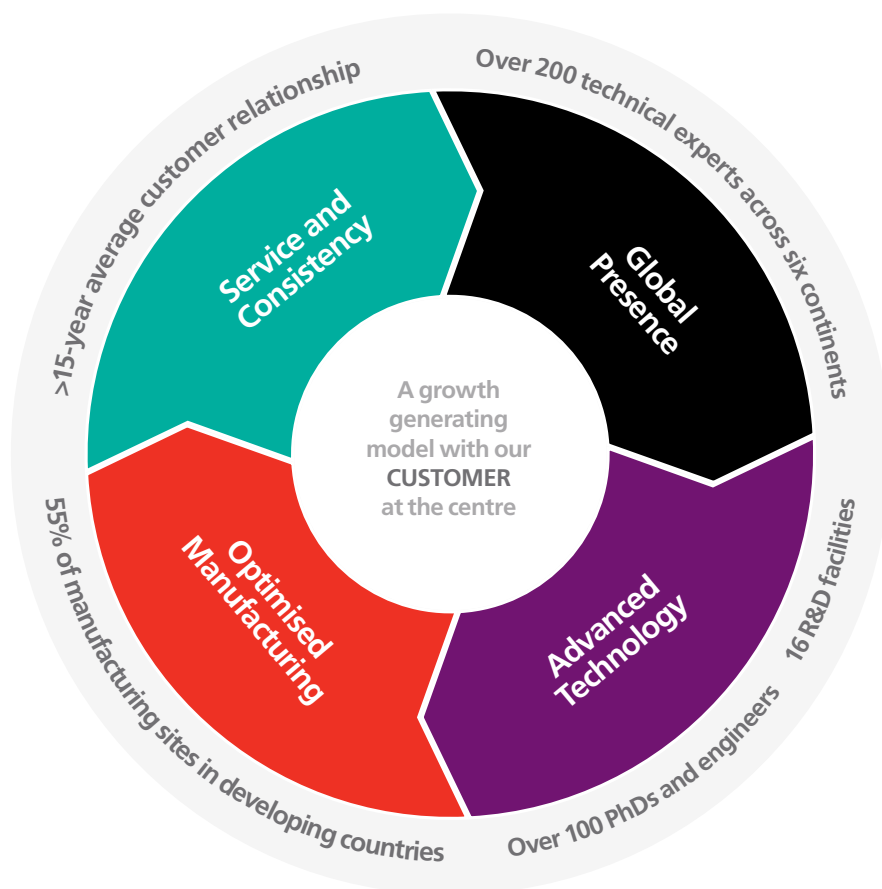 >15-year average customer relationship
Over 200 technical experts across six continents
Service and
Consistency
Global
Presence
A growth
generating
model with our
CUSTOMER
at the centre
Optimised
Manufacturing
Advanced
Technology
55% of manufacturing sites in developing countries
Over 100 PhDs and engineers
16 R&D facilities